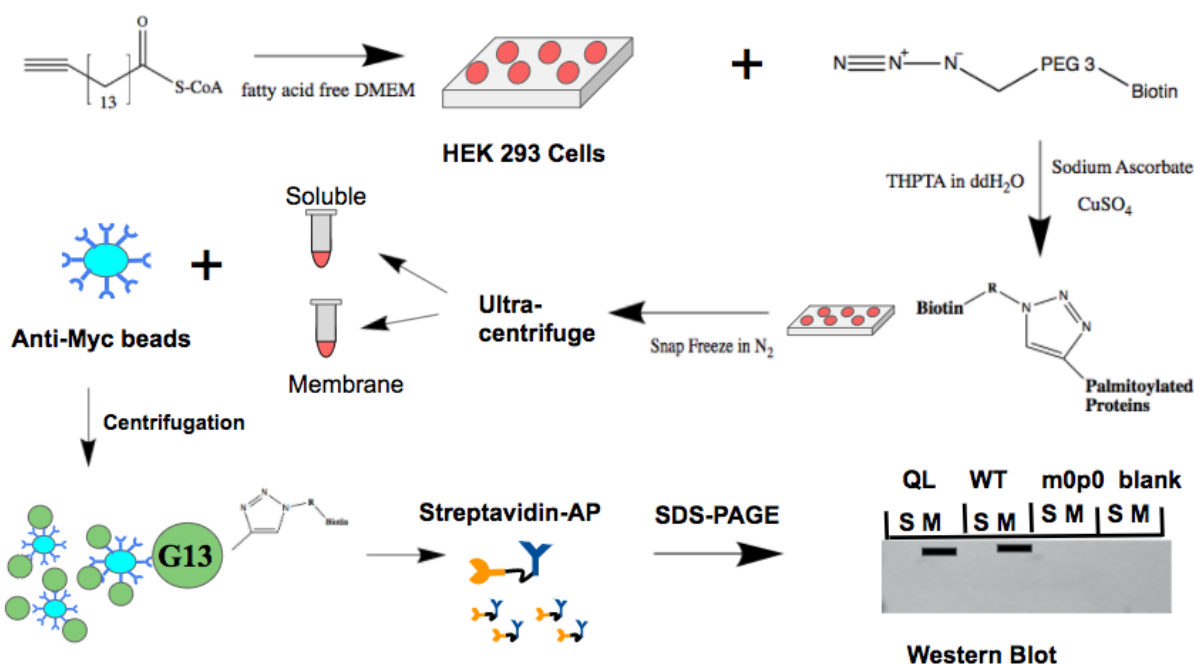 O
S-CoA
13
fatty acid free DMEM
HEK 293 Cells
+
N N⁺ N⁻
PEG 3
Biotin
THPTA in ddH₂O
Sodium Ascorbate
CuSO₄
Biotin
R
N
N
N
Palmitoylated
Proteins
Snap Freeze in N₂
Ultra-
centrifuge
Soluble
Membrane
+
Anti-Myc beads
Centrifugation
G13
N
N
N
R
Biotin
Streptavidin-AP
SDS-PAGE
QL WT m0p0 blank
S M S M S M S M
Western Blot